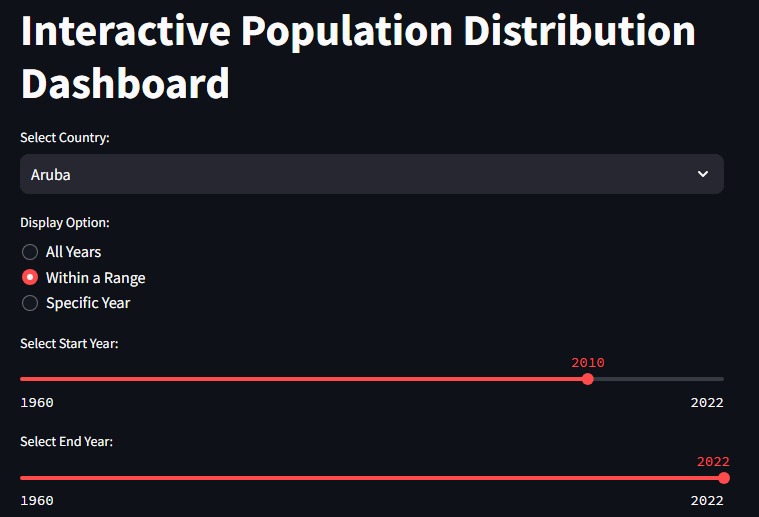 Interactive Population Distribution
Dashboard
Select Country:
Aruba
Display Option:
All Years
Within a Range
Specific Year
Select Start Year:
2010
1960 2022
Select End Year:
2022
1960 2022